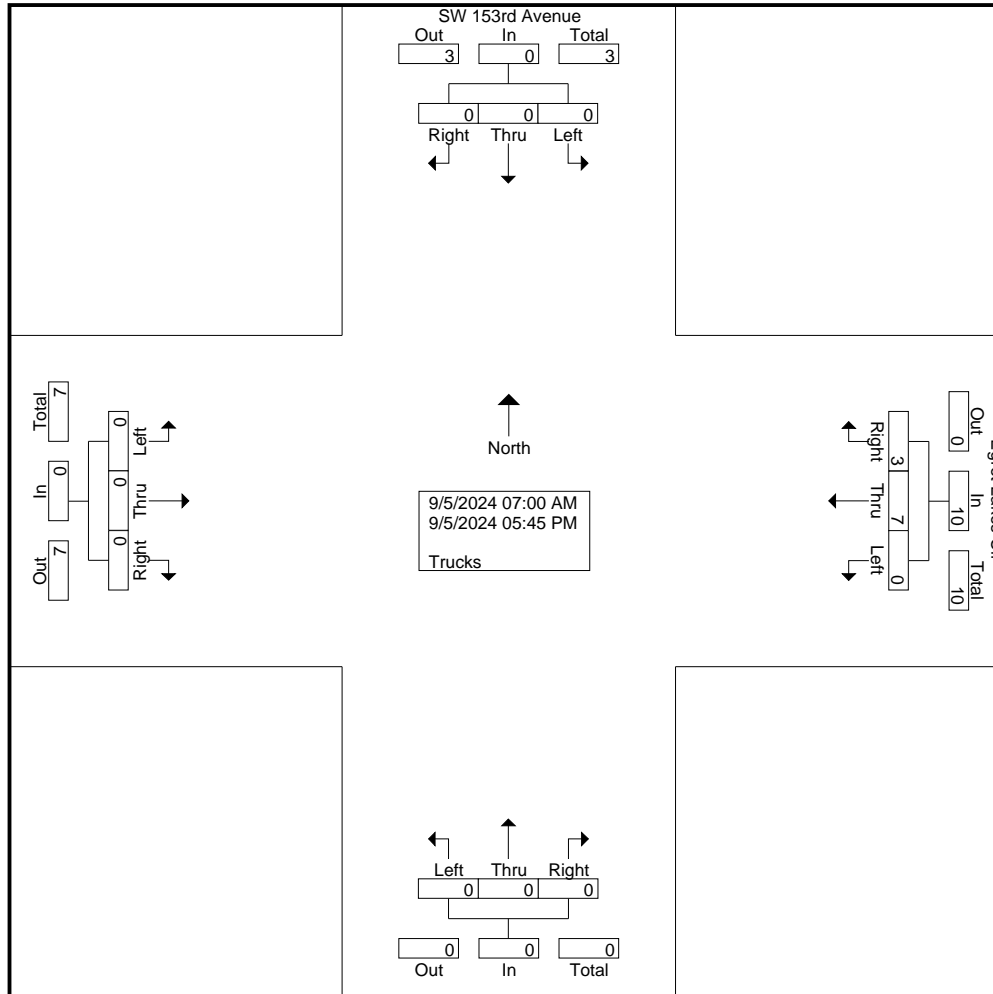 SW 153rd Avenue
Out In Total
3 0 3
0 0 0
Right Thru Left
Total
7
In
0
Out
7
Left
0
Thru
0
Right
0
North
9/5/2024 07:00 AM
9/5/2024 05:45 PM
Trucks
Right
3
Thru
7
Left
0
Out
0
In
10
Total
10
Left Thru Right
0 0 0
0 0 0
Out In Total